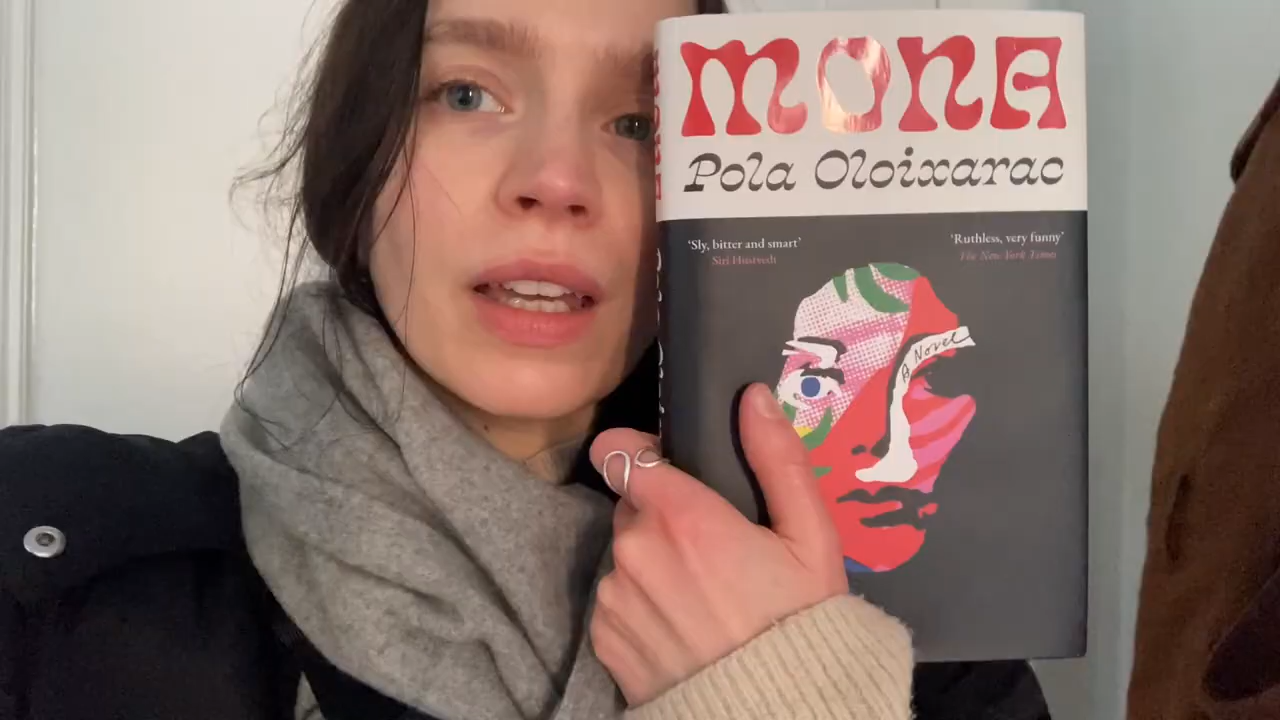 MONA
Pola Oloixarac
‘Sly, bitter and smart’
Siri Hustvedt
‘Ruthless, very funny’
The New York Times
A Novel